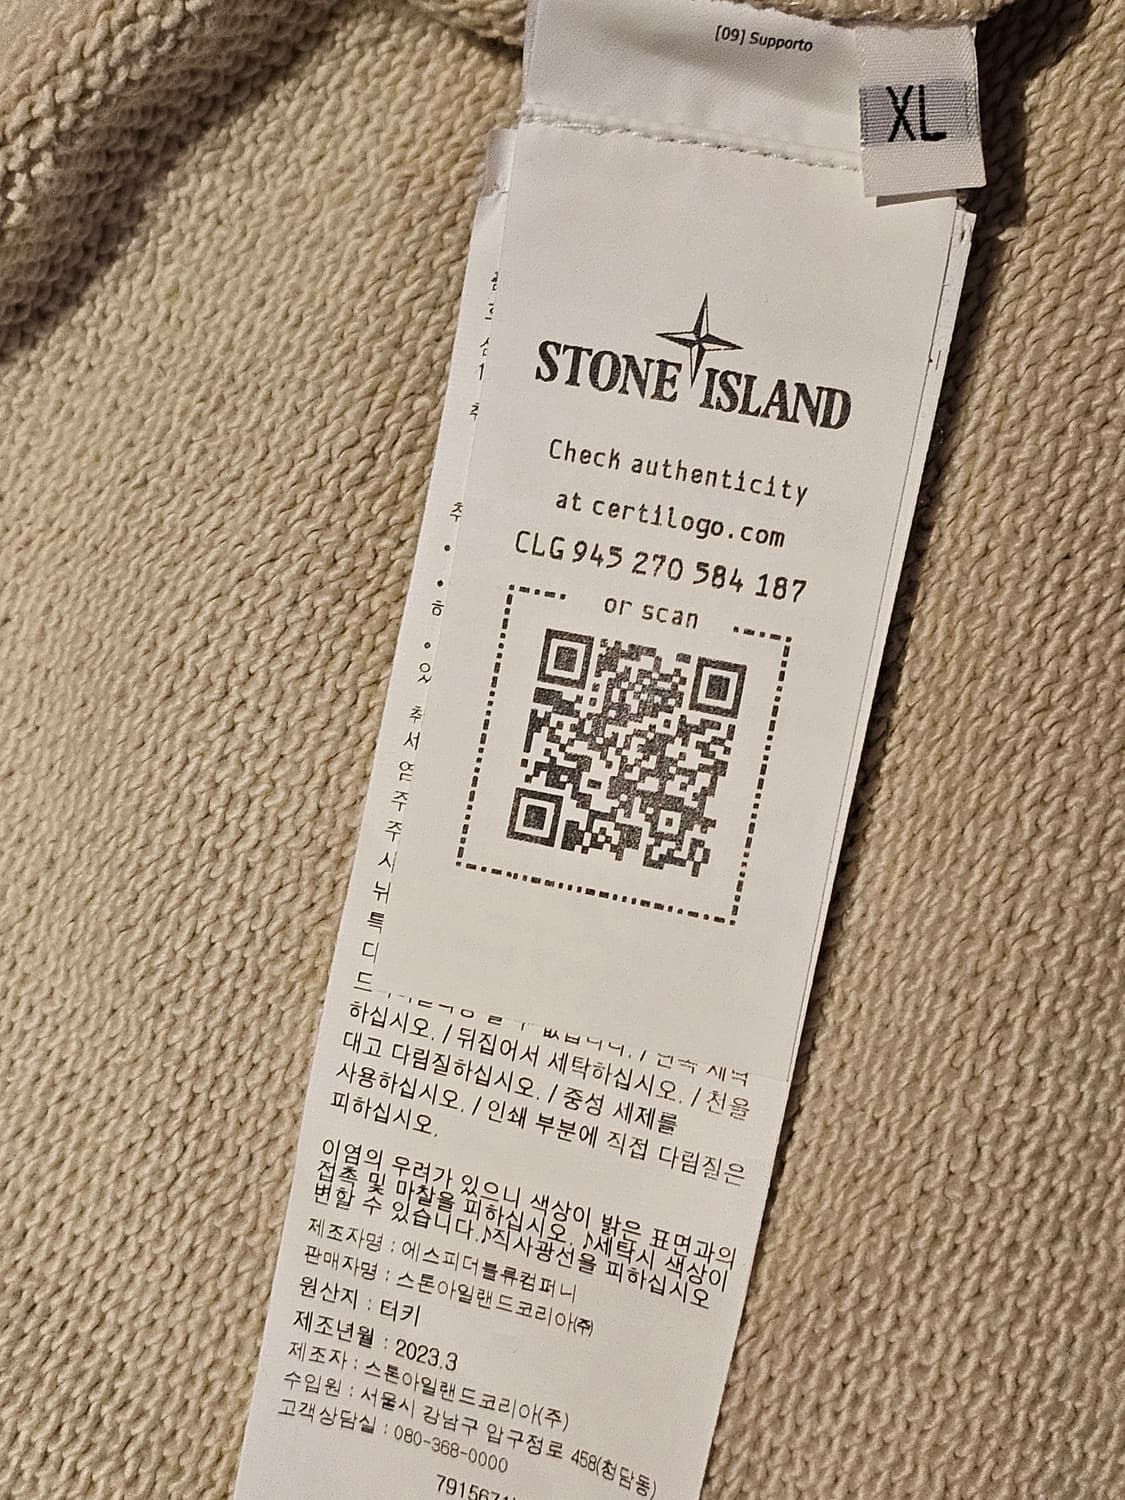 [09] Supporto
XL
STONE ISLAND
Check authenticity
at certilogo.com
CLG 945 270 584 187
or scan
하십시오. / 뒤집어서 세탁하십시오. / 천을
대고 다림질하십시오. / 중성 세제를
사용하십시오. / 인쇄 부분에 직접 다림질은
피하십시오.
이염의 우려가 있으니 색상이 밝은 표면과의
접촉 및 마찰을 피하십시오. ♪세탁시 색상이
변할 수 있습니다.♪직사광선을 피하십시오
제조자명 : 에스피더블류컴퍼니
판매자명 : 스톤아일랜드코리아㈜
원산지 : 터키
제조년월 : 2023.3
제조자 : 스톤아일랜드코리아(주)
수입원 : 서울시 강남구 압구정로 458(청담동)
고객상담실 : 080-368-0000